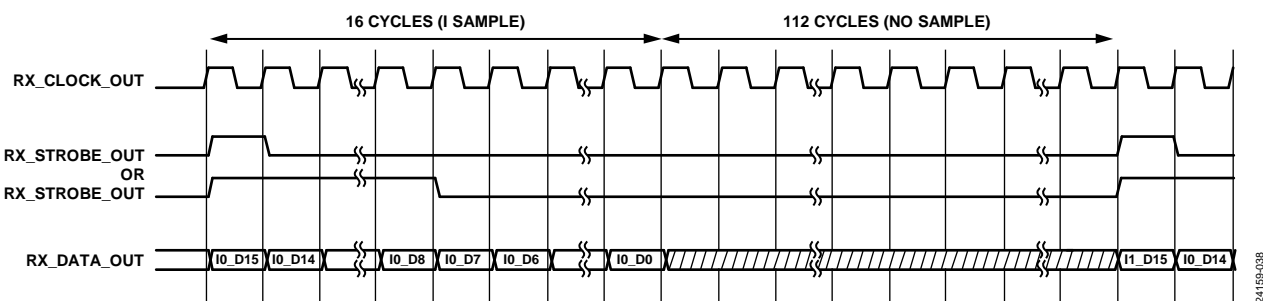 16 CYCLES (I SAMPLE)
112 CYCLES (NO SAMPLE)
RX_CLOCK_OUT
RX_STROBE_OUT
OR
RX_STROBE_OUT
RX_DATA_OUT
I0_D15
I0_D14
I0_D8
I0_D7
I0_D6
I0_D0
I1_D15
I0_D14
24159-038